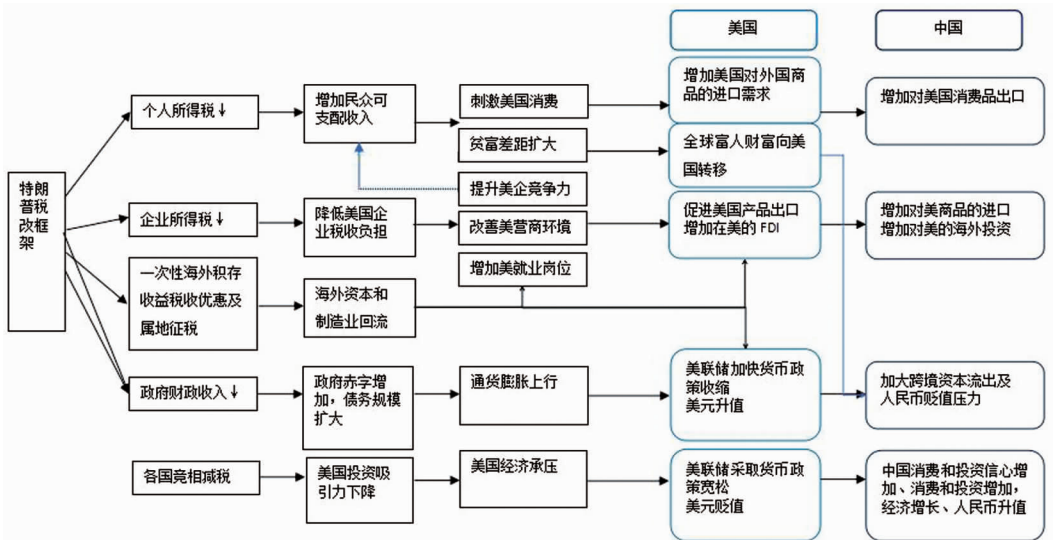 美国
中国
特朗
普税
改框
架
个人所得税↓
增加民众可
支配收入
刺激美国消费
增加美国对外国商
品的进口需求
增加对美国消费品出口
贫富差距扩大
全球富人财富向美
国转移
提升美企竞争力
企业所得税↓
降低美国企
业税收负担
改善美营商环境
促进美国产品出口
增加在美的 FDI
增加对美商品的进口
增加对美的海外投资
增加美就业岗位
一次性海外积存
收益税收优惠及
属地征税
海外资本和
制造业回流
政府财政收入↓
政府赤字增
加，债务规模
扩大
通货膨胀上行
美联储加快货币政
策收缩
美元升值
加大跨境资本流出及
人民币贬值压力
各国竞相减税
美国投资吸
引力下降
美国经济承压
美联储采取货币政
策宽松
美元贬值
中国消费和投资信心增
加、消费和投资增加，
经济增长、人民币升值